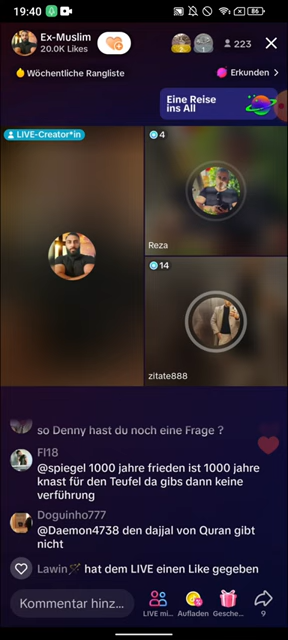 19:40
86
Ex-Muslim
20.0K Likes
223
Wöchentliche Rangliste
Erkunden >
Eine Reise
ins All
LIVE-Creator*in
4
Reza
14
zitate888
so Denny hast du noch eine Frage ?
Fl18
@spiegel 1000 jahre frieden ist 1000
jahre knast für den Teufel da gibs dann keine
verführung
Doguinho777
@Daemon4738 den dajjal von Quran gibt
nicht
Lawin hat dem LIVE einen Like gegeben
Kommentar hinz...
LIVE mi...
Aufladen
Gesche...
9